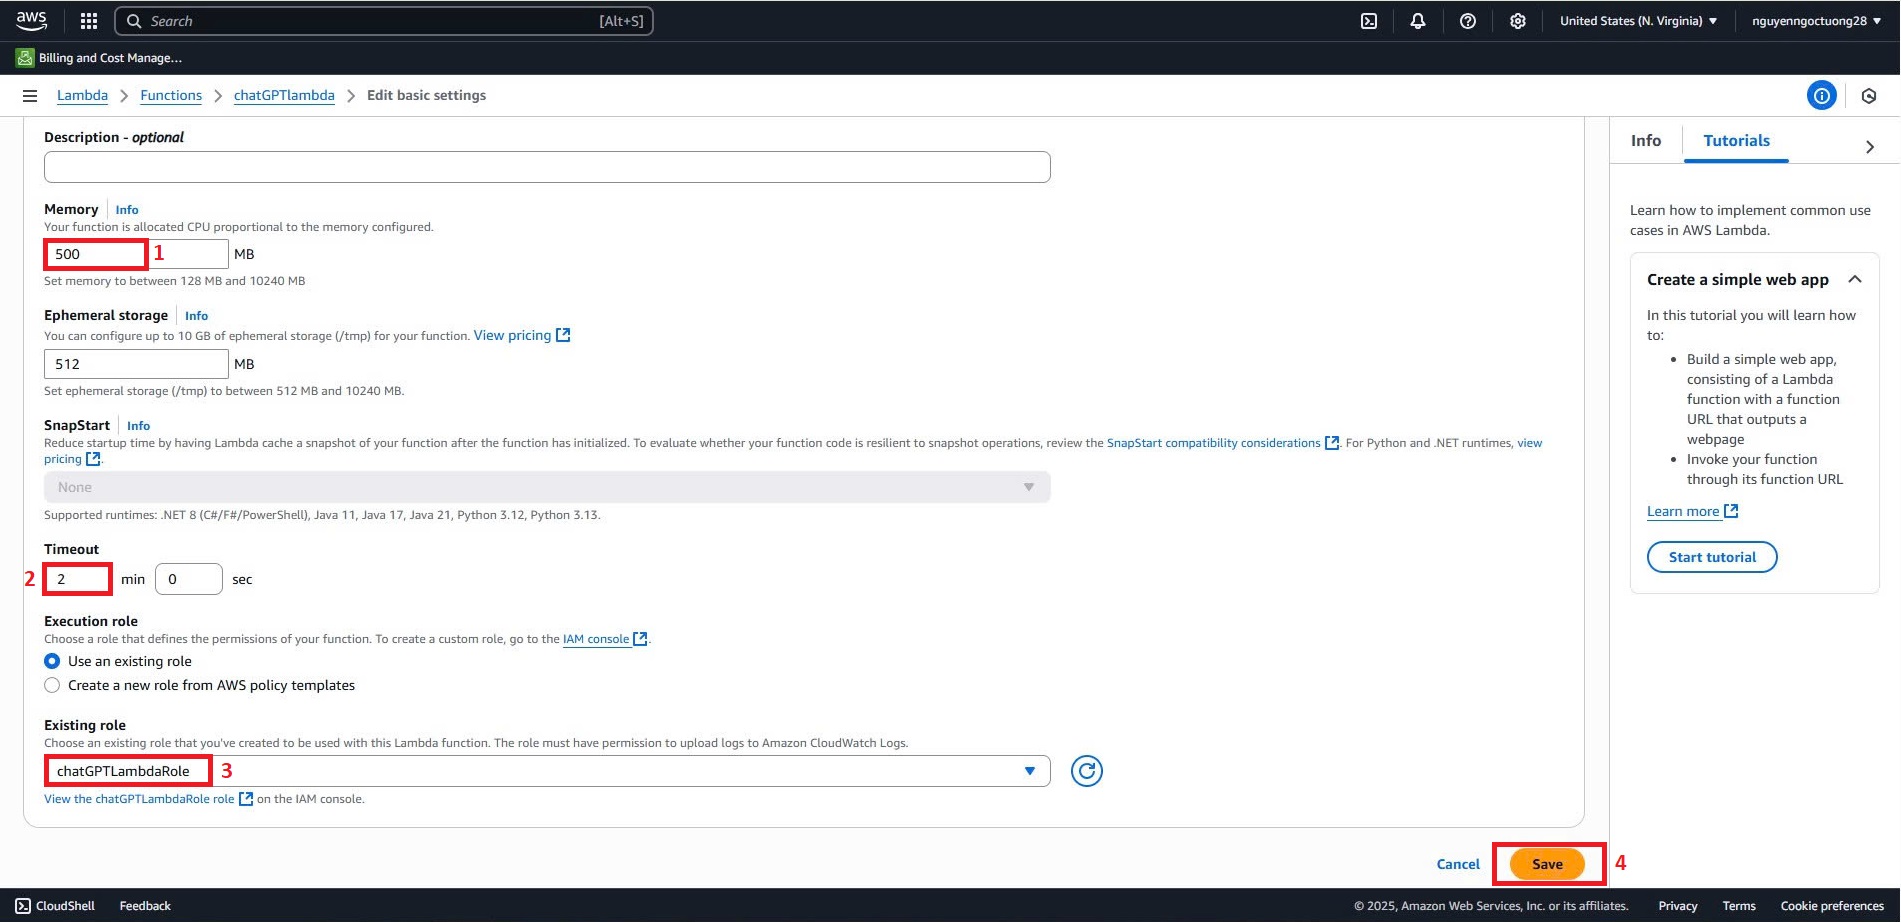 aws
Search [Alt+S]
United States (N. Virginia) ▼
nguyenngoctuong28 ▼
Billing and Cost Manage...
Lambda > Functions > chatGPTlambda > Edit basic settings
Description - optional
Memory Info
Your function is allocated CPU proportional to the memory configured.
500 1 MB
Set memory to between 128 MB and 10240 MB
Ephemeral storage Info
You can configure up to 10 GB of ephemeral storage (/tmp) for your function. View pricing
512 MB
Set ephemeral storage (/tmp) to between 512 MB and 10240 MB.
SnapStart Info
Reduce startup time by having Lambda cache a snapshot of your function after the function has initialized. To evaluate whether your function code is resilient to snapshot operations, review the SnapStart compatibility considerations. For Python and .NET runtimes, view
pricing.
None
Supported runtimes: .NET 8 (C#/F#/PowerShell), Java 11, Java 17, Java 21, Python 3.12, Python 3.13.
Timeout
2 2 min 0 sec
Execution role
Choose a role that defines the permissions of your function. To create a custom role, go to the IAM console.
Use an existing role
Create a new role from AWS policy templates
Existing role
Choose an existing role that you've created to be used with this Lambda function. The role must have permission to upload logs to Amazon CloudWatch Logs.
chatGPTLambdaRole 3
View the chatGPTLambdaRole role on the IAM console.
Cancel Save 4
Info Tutorials
Learn how to implement common use
cases in AWS Lambda.
Create a simple web app
In this tutorial you will learn how
to:
• Build a simple web app,
consisting of a Lambda
function with a function
URL that outputs a
webpage
• Invoke your function
through its function URL
Learn more
Start tutorial
CloudShell Feedback
© 2025, Amazon Web Services, Inc. or its affiliates. Privacy Terms Cookie preferences